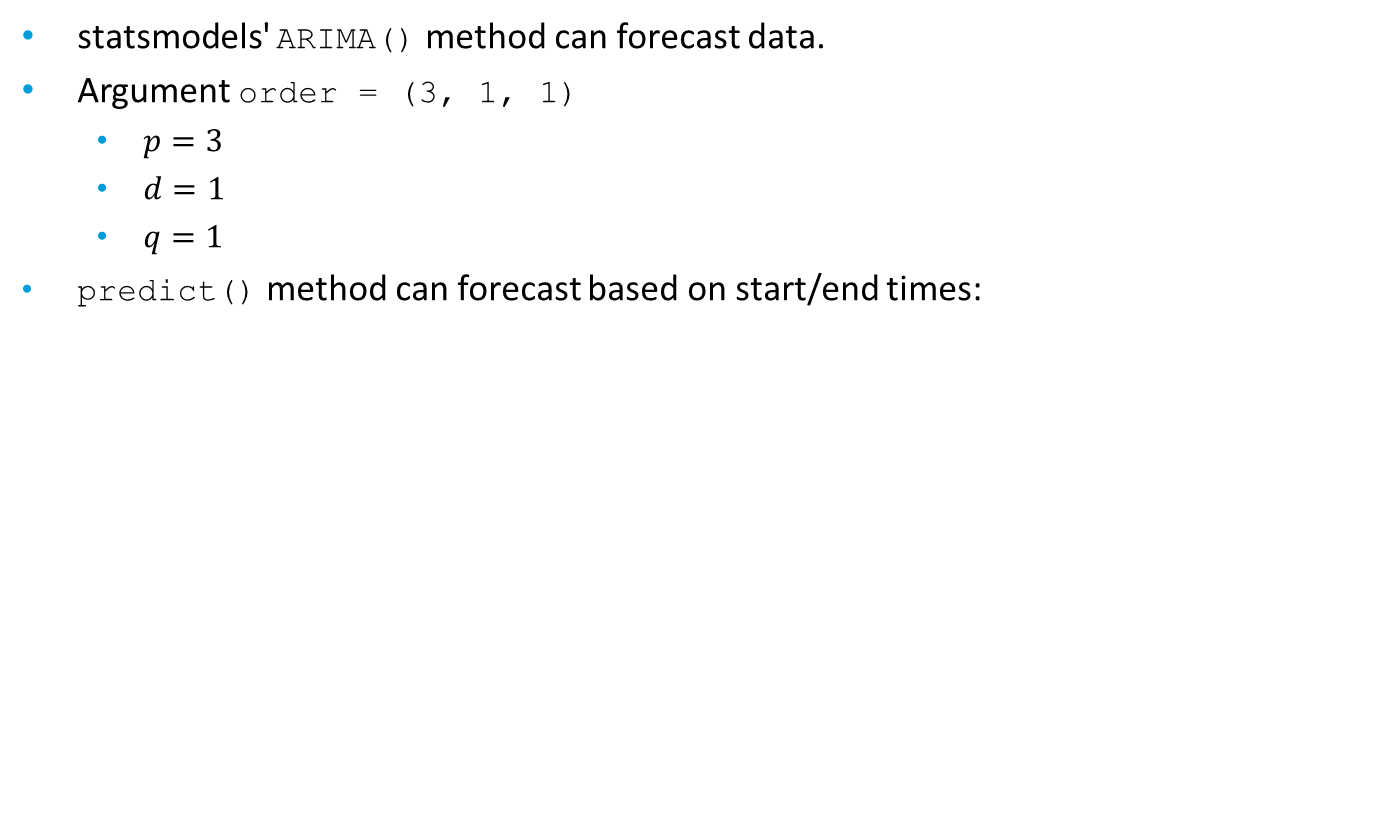 • statsmodels' ARIMA() method can forecast data.
• Argument order = (3, 1, 1)
• p = 3
• d = 1
• q = 1
• predict() method can forecast based on start/end times: